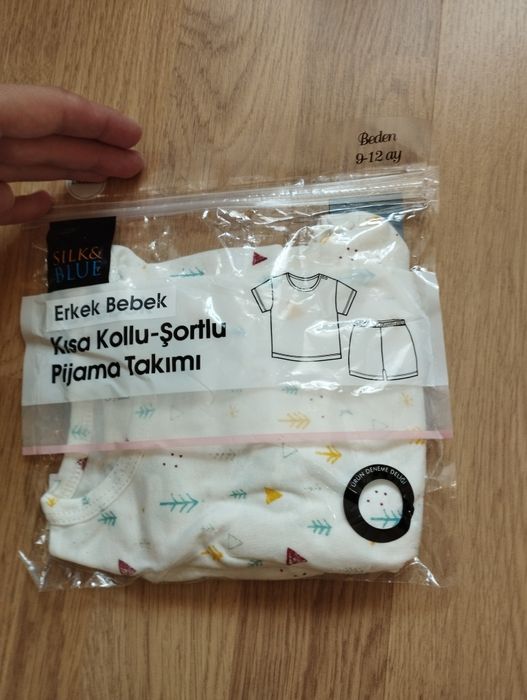 Beden
9-12 ay
SILK&
BLUE
Erkek Bebek
Kısa Kollu-Şortlu
Pijama Takımı
ÜRÜN DENEME DELİĞİ